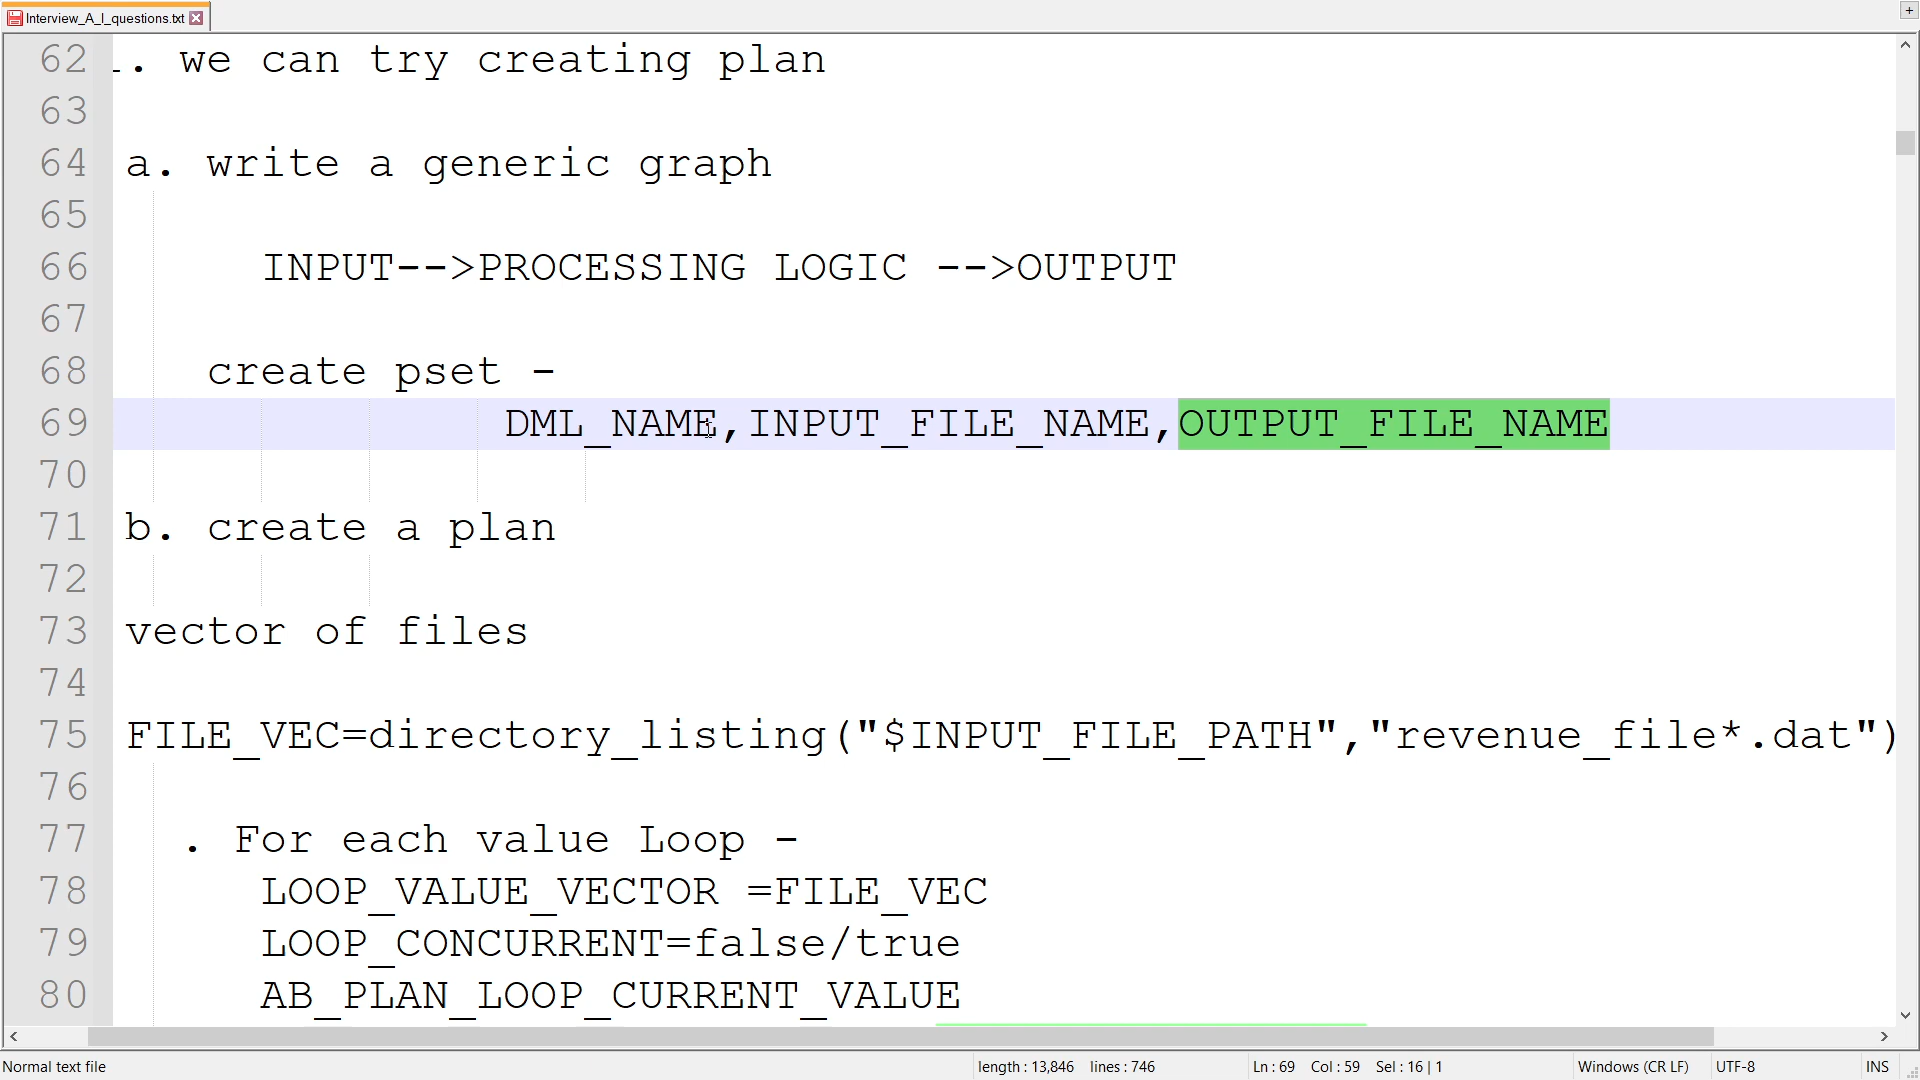 Interview_A_I_questions.txt
+
62 1. we can try creating plan
63
64 a. write a generic graph
65
66 INPUT-->PROCESSING LOGIC -->OUTPUT
67
68 create pset -
69 DML_NAME,INPUT_FILE_NAME,OUTPUT_FILE_NAME
70
71 b. create a plan
72
73 vector of files
74
75 FILE_VEC=directory_listing("$INPUT_FILE_PATH","revenue_file*.dat")
76
77 . For each value Loop -
78 LOOP_VALUE_VECTOR =FILE_VEC
79 LOOP_CONCURRENT=false/true
80 AB_PLAN_LOOP_CURRENT_VALUE
Normal text file length : 13,846 lines : 746 Ln : 69 Col : 59 Sel : 16 | 1 Windows (CR LF) UTF-8 INS